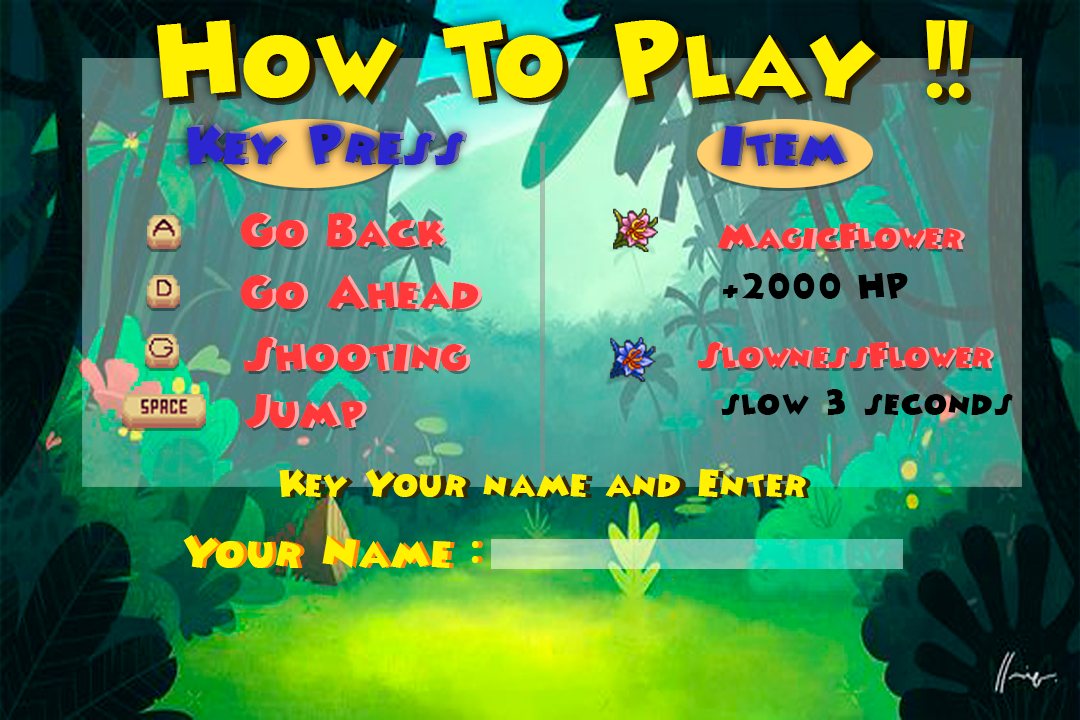 How To Play !!
Key Press
Item
A Go Back
D Go Ahead
G Shooting
SPACE Jump
MagicFlower
+2000 HP
SlownessFlower
slow 3 seconds
Key Your name and Enter
Your Name :